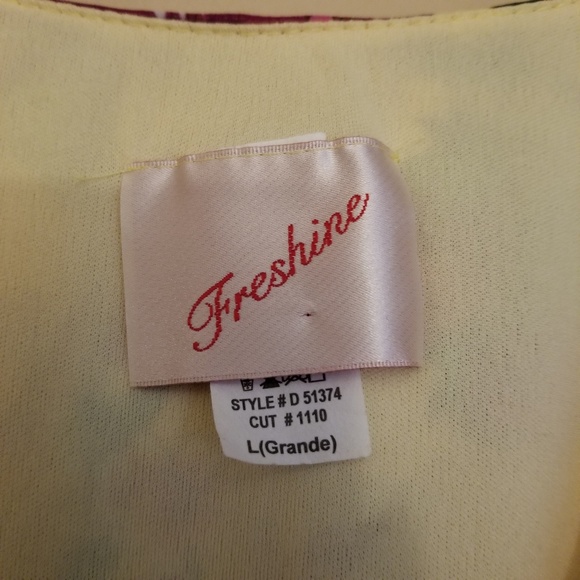 Freshine
STYLE # D 51374
CUT # 1110
L(Grande)